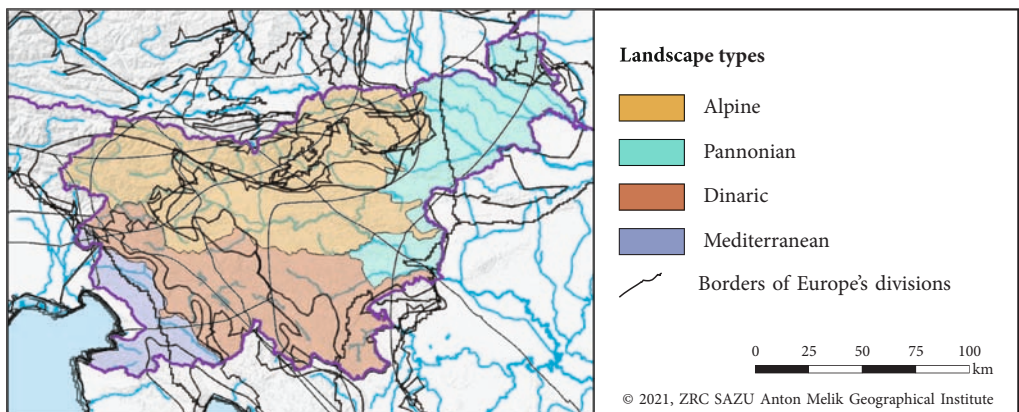 Landscape types
Alpine
Pannonian
Dinaric
Mediterranean
Borders of Europe's divisions
0 25 50 75 100
km
© 2021, ZRC SAZU Anton Melik Geographical Institute